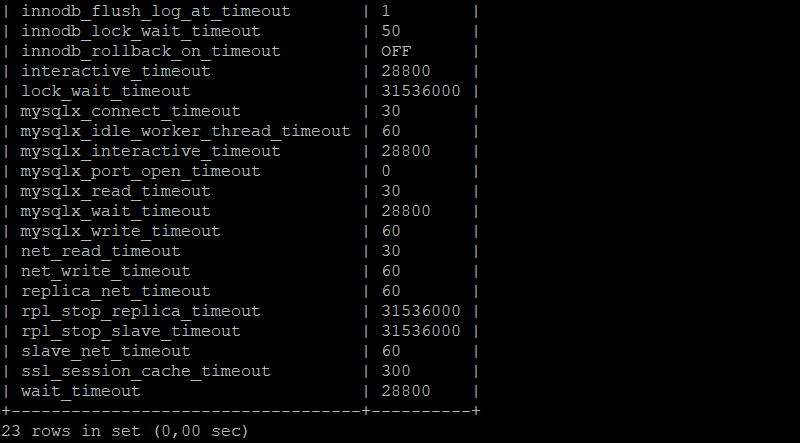 | innodb_flush_log_at_timeout       | 1        |
| innodb_lock_wait_timeout          | 50       |
| innodb_rollback_on_timeout        | OFF      |
| interactive_timeout               | 28800    |
| lock_wait_timeout                 | 31536000 |
| mysqlx_connect_timeout            | 30       |
| mysqlx_idle_worker_thread_timeout | 60       |
| mysqlx_interactive_timeout        | 28800    |
| mysqlx_port_open_timeout          | 0        |
| mysqlx_read_timeout               | 30       |
| mysqlx_wait_timeout               | 28800    |
| mysqlx_write_timeout              | 60       |
| net_read_timeout                  | 30       |
| net_write_timeout                 | 60       |
| replica_net_timeout               | 60       |
| rpl_stop_replica_timeout          | 31536000 |
| rpl_stop_slave_timeout            | 31536000 |
| slave_net_timeout                 | 60       |
| ssl_session_cache_timeout         | 300      |
| wait_timeout                      | 28800    |
+-----------------------------------+----------+
23 rows in set (0,00 sec)